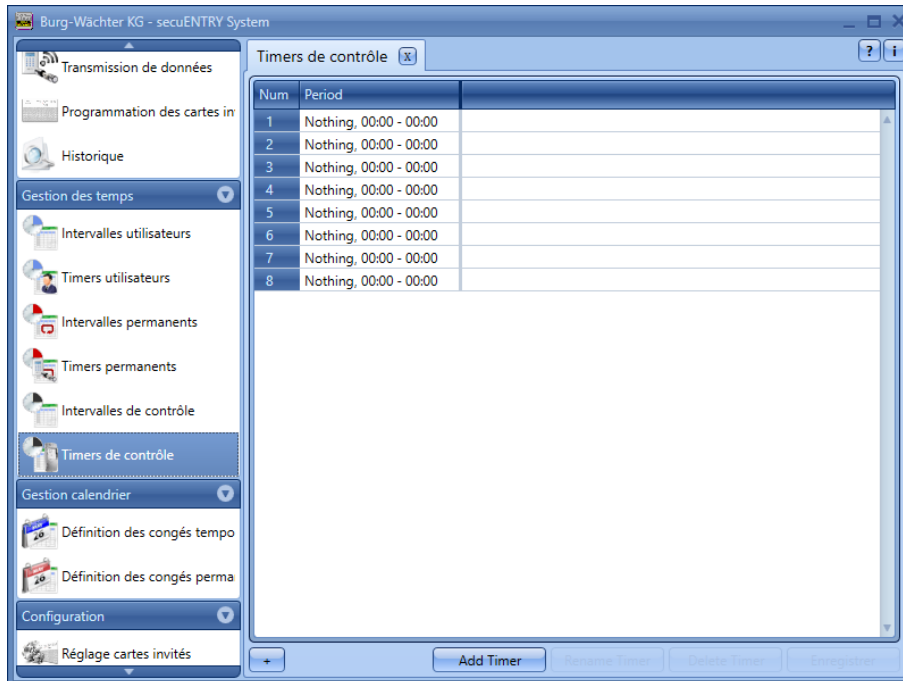 Burg-Wächter KG - secuENTRY System
Transmission de données
Programmation des cartes in
Historique
Gestion des temps
Intervalles utilisateurs
Timers utilisateurs
Intervalles permanents
Timers permanents
Intervalles de contrôle
Timers de contrôle
Gestion calendrier
Définition des congés tempo
Définition des congés perma
Configuration
Réglage cartes invités
Timers de contrôle x
? i
Num Period
1 Nothing, 00:00 - 00:00
2 Nothing, 00:00 - 00:00
3 Nothing, 00:00 - 00:00
4 Nothing, 00:00 - 00:00
5 Nothing, 00:00 - 00:00
6 Nothing, 00:00 - 00:00
7 Nothing, 00:00 - 00:00
8 Nothing, 00:00 - 00:00
+ Add Timer Rename Timer Delete Timer Enregistrer